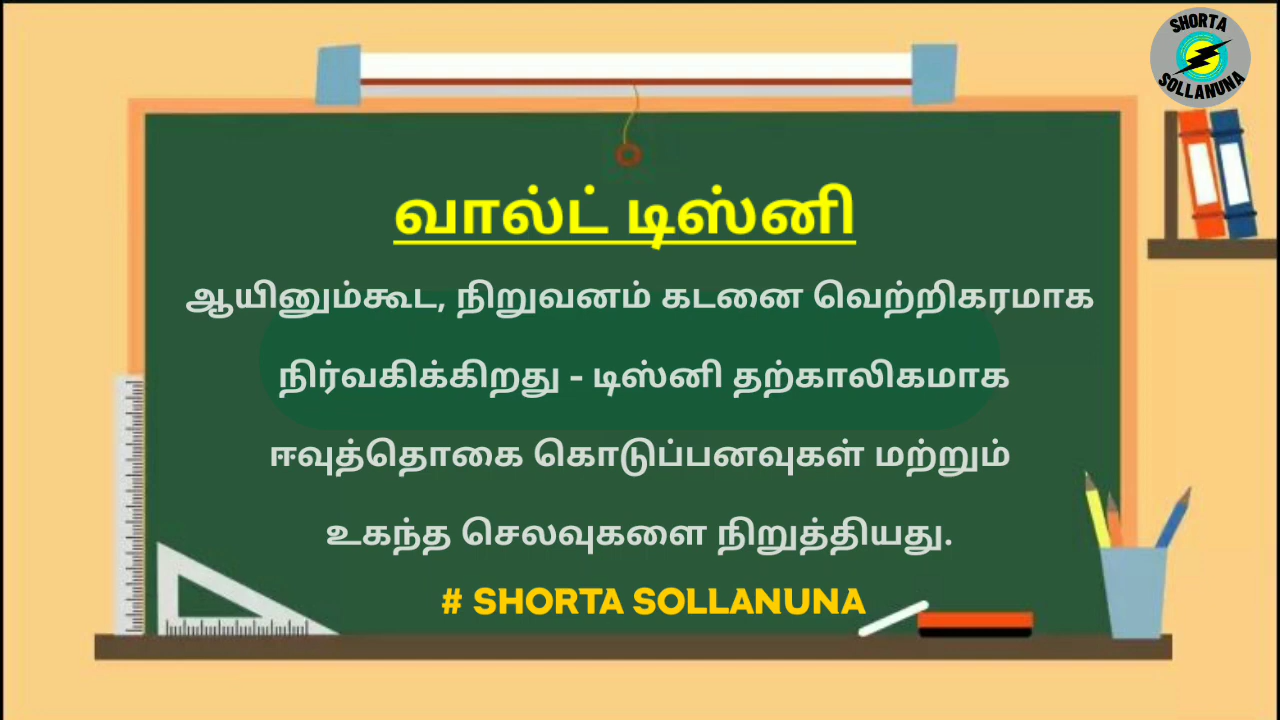 SHORTA
SOLLANUNA
வால்ட் டிஸ்னி
ஆயினும்கூட, நிறுவனம் கடனை வெற்றிகரமாக
நிர்வகிக்கிறது - டிஸ்னி தற்காலிகமாக
ஈவுத்தொகை கொடுப்பனவுகள் மற்றும்
உகந்த செலவுகளை நிறுத்தியது.
# SHORTA SOLLANUNA